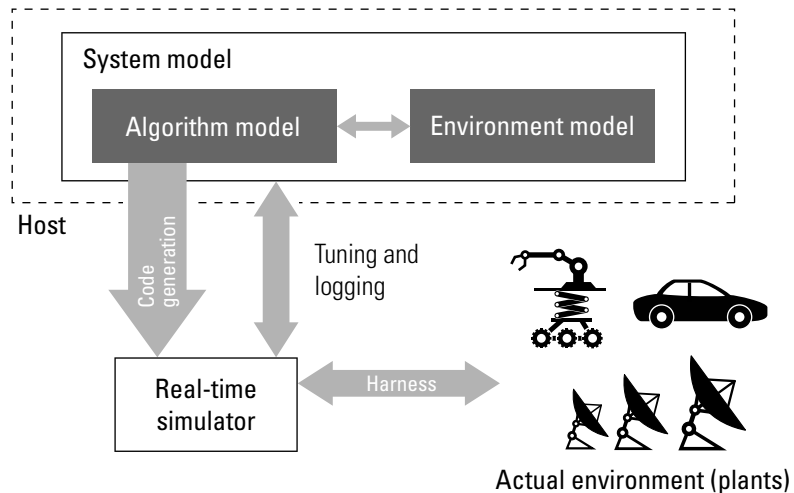 System model
Algorithm model
Environment model
Host
Code
generation
Tuning and
logging
Real-time
simulator
Harness
Actual environment (plants)